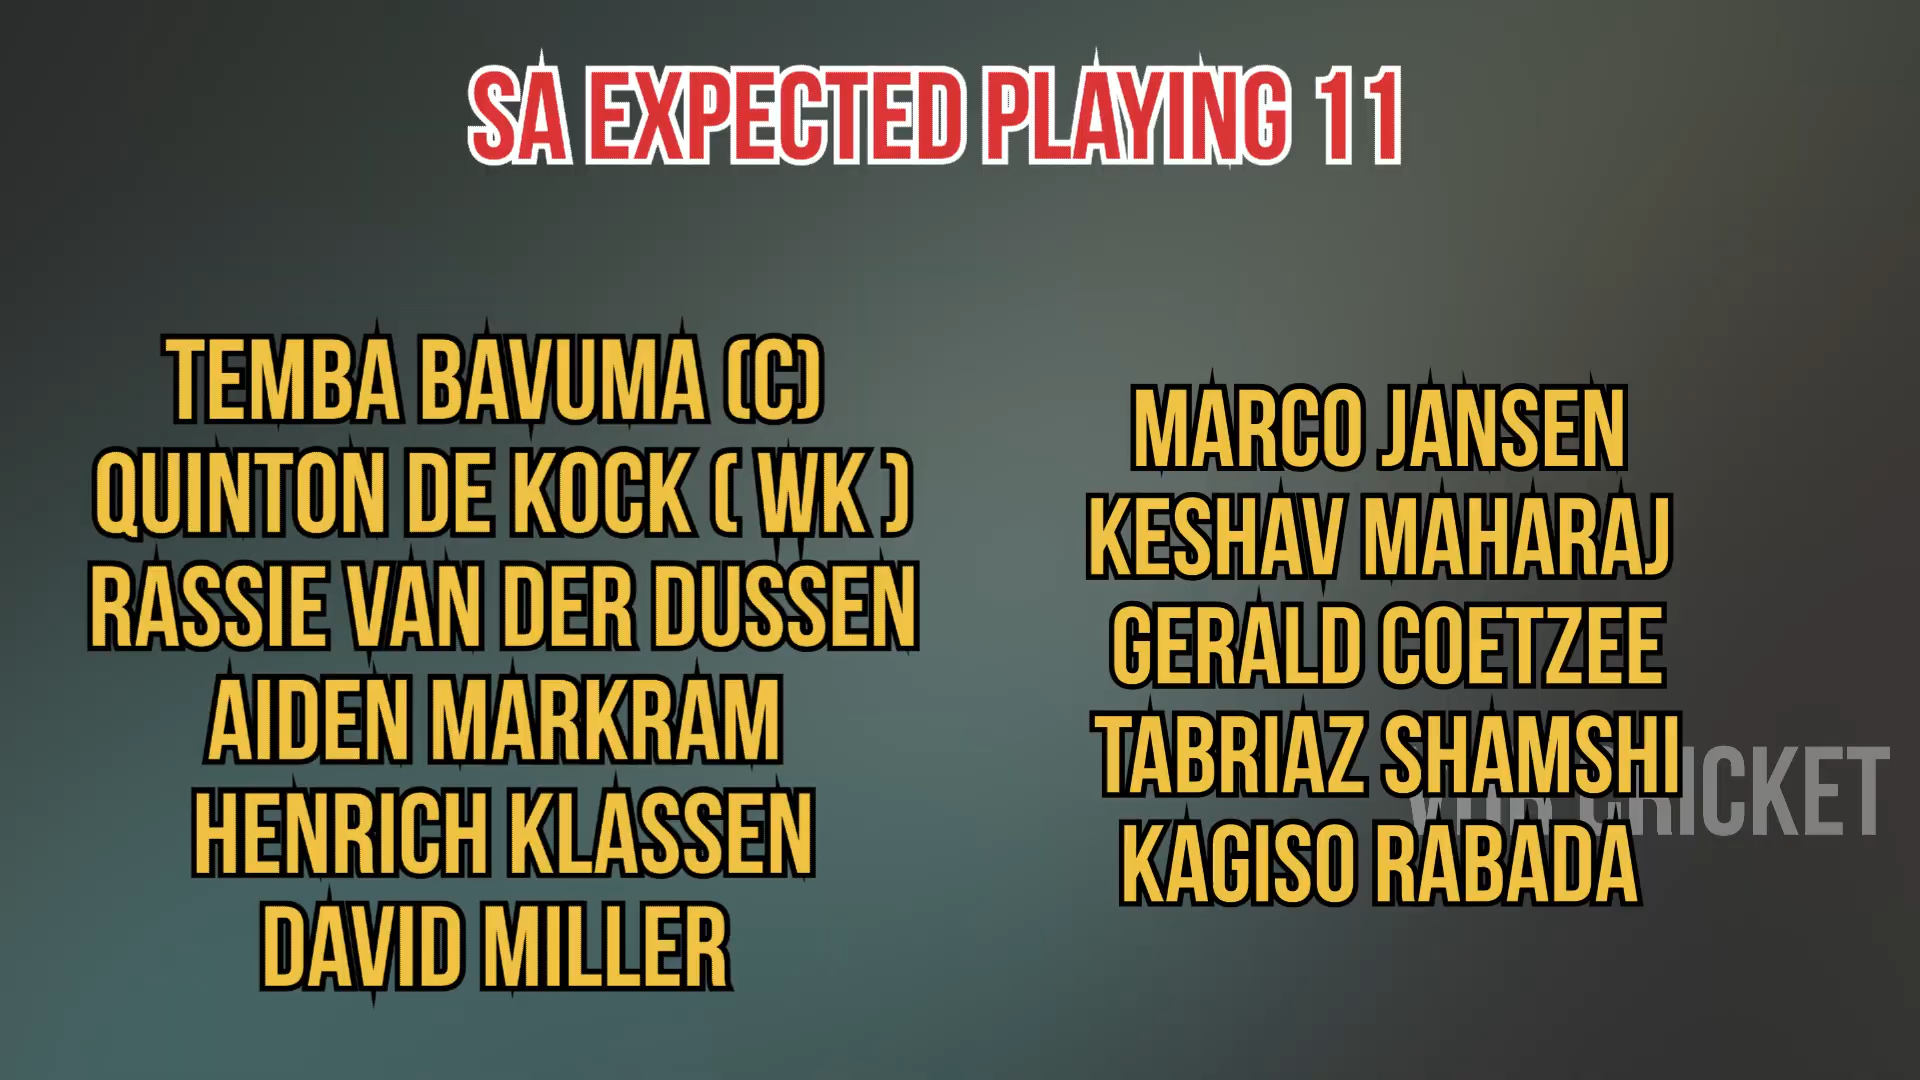 SA EXPECTED PLAYING 11
TEMBA BAVUMA (C)
QUINTON DE KOCK ( WK )
RASSIE VAN DER DUSSEN
AIDEN MARKRAM
HENRICH KLASSEN
DAVID MILLER
MARCO JANSEN
KESHAV MAHARAJ
GERALD COETZEE
TABRIAZ SHAMSHI
KAGISO RABADA
CRICKET